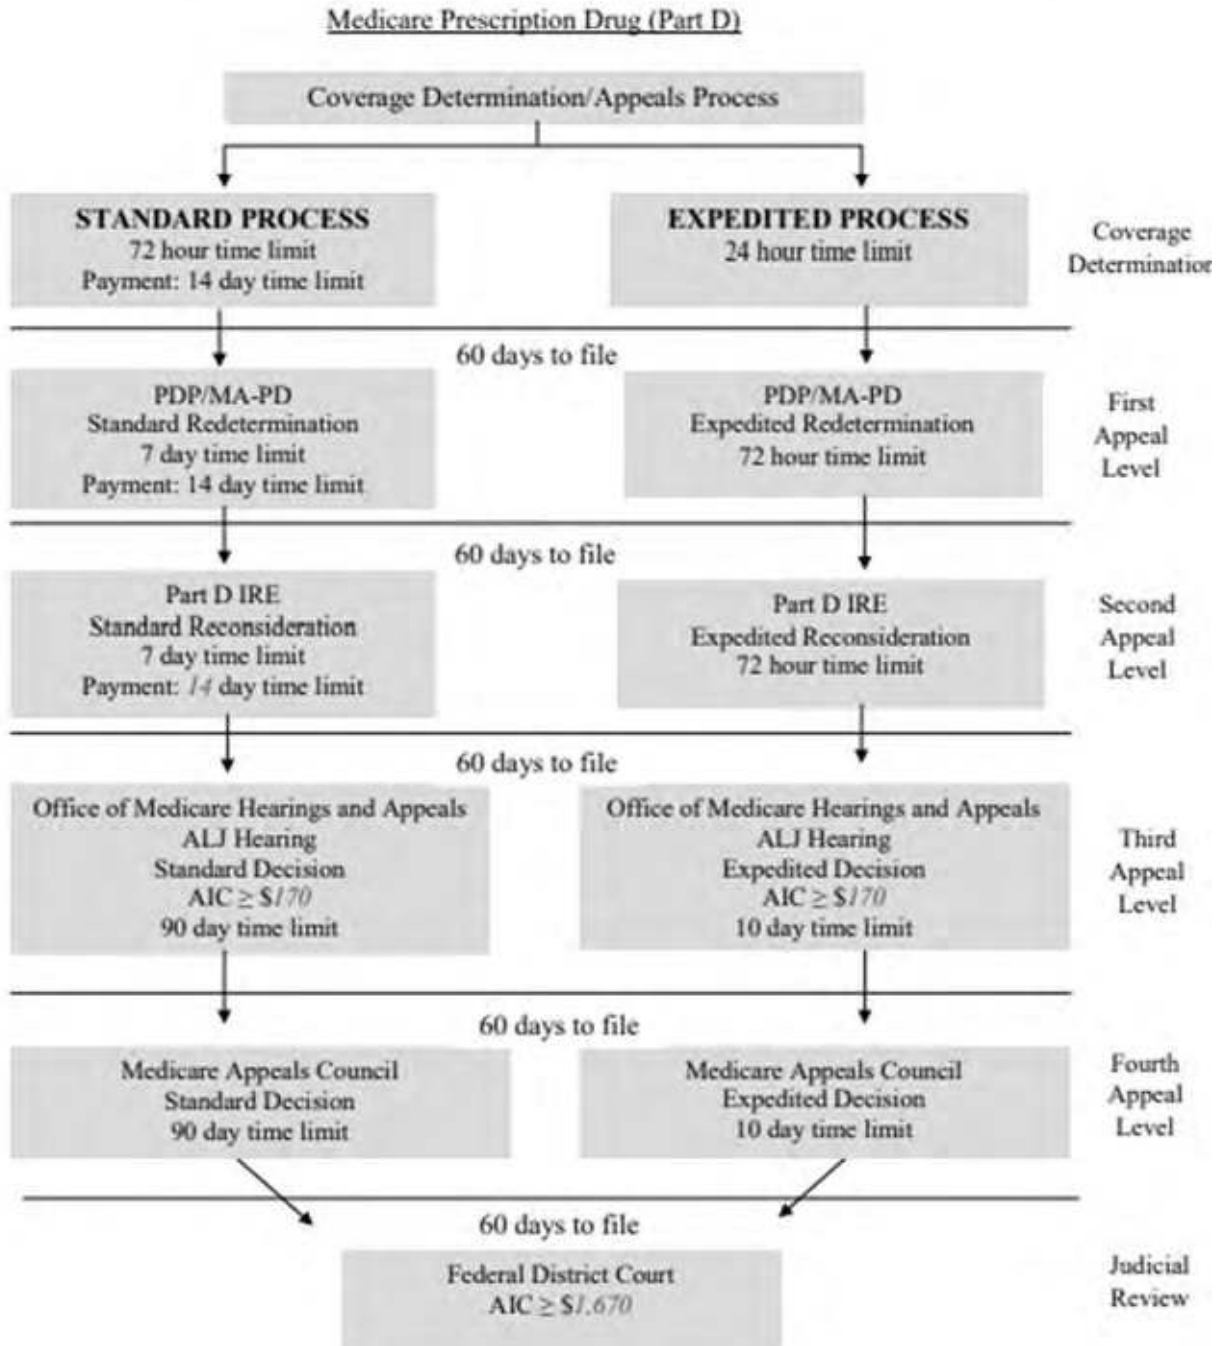 Medicare Prescription Drug (Part D)
Coverage Determination/Appeals Process
STANDARD PROCESS
72 hour time limit
Payment: 14 day time limit
EXPEDITED PROCESS
24 hour time limit
Coverage
Determination
60 days to file
PDP/MA-PD
Standard Redetermination
7 day time limit
Payment: 14 day time limit
PDP/MA-PD
Expedited Redetermination
72 hour time limit
First
Appeal
Level
60 days to file
Part D IRE
Standard Reconsideration
7 day time limit
Payment: 14 day time limit
Part D IRE
Expedited Reconsideration
72 hour time limit
Second
Appeal
Level
60 days to file
Office of Medicare Hearings and Appeals
ALJ Hearing
Standard Decision
AIC ≥ $170
90 day time limit
Office of Medicare Hearings and Appeals
ALJ Hearing
Expedited Decision
AIC ≥ $170
10 day time limit
Third
Appeal
Level
60 days to file
Medicare Appeals Council
Standard Decision
90 day time limit
Medicare Appeals Council
Expedited Decision
10 day time limit
Fourth
Appeal
Level
60 days to file
Federal District Court
AIC ≥ $1,670
Judicial
Review